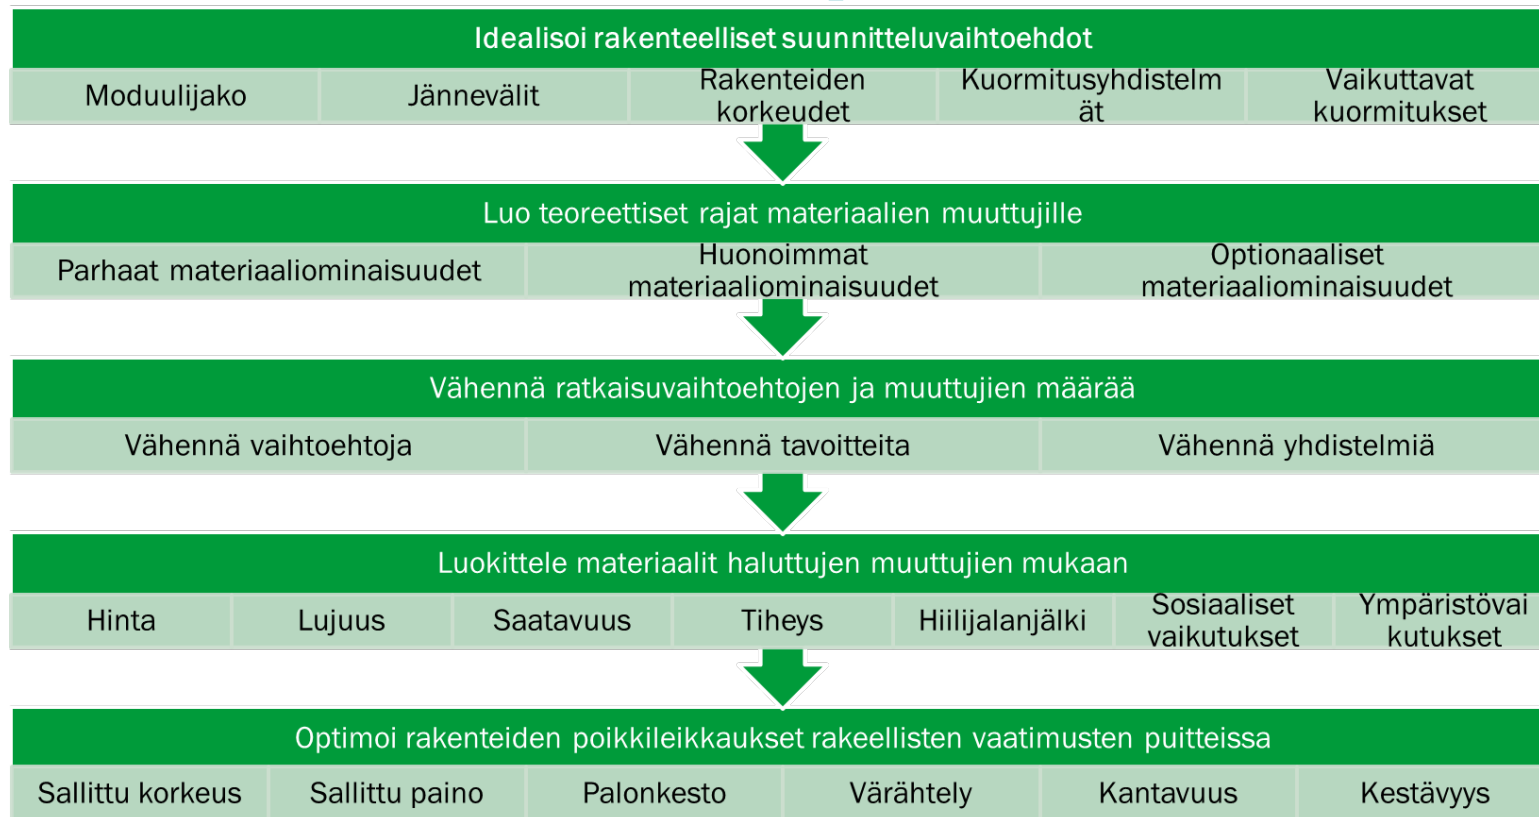 Idealisoi rakenteelliset suunnitteluvaihtoehdot
Moduulijako
Jännevälit
Rakenteiden
korkeudet
Kuormitusyhdistelm
ät
Vaikuttavat
kuormitukset
Luo teoreettiset rajat materiaalien muuttujille
Parhaat materiaaliominaisuudet
Huonoimmat
materiaaliominaisuudet
Optionaaliset
materiaaliominaisuudet
Vähennä ratkaisuvaihtoehtojen ja muuttujien määrää
Vähennä vaihtoehtoja
Vähennä tavoitteita
Vähennä yhdistelmiä
Luokittele materiaalit haluttujen muuttujien mukaan
Hinta
Lujuus
Saatavuus
Tiheys
Hiilijalanjälki
Sosiaaliset
vaikutukset
Ympäristövai
kutukset
Optimoi rakenteiden poikkileikkaukset rakeellisten vaatimusten puitteissa
Sallittu korkeus
Sallittu paino
Palonkesto
Värähtely
Kantavuus
Kestävyys